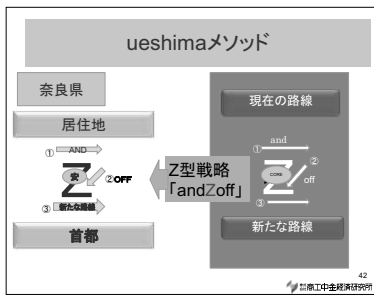 ueshimaメソッド
奈良県
居住地
① AND
Z
安
②OFF
③ 新たな路線
首都
Z型戦略
「andZoff」
現在の路線
and
①
②
Z
CORE
off
③
新たな路線
42
商工中金経済研究所